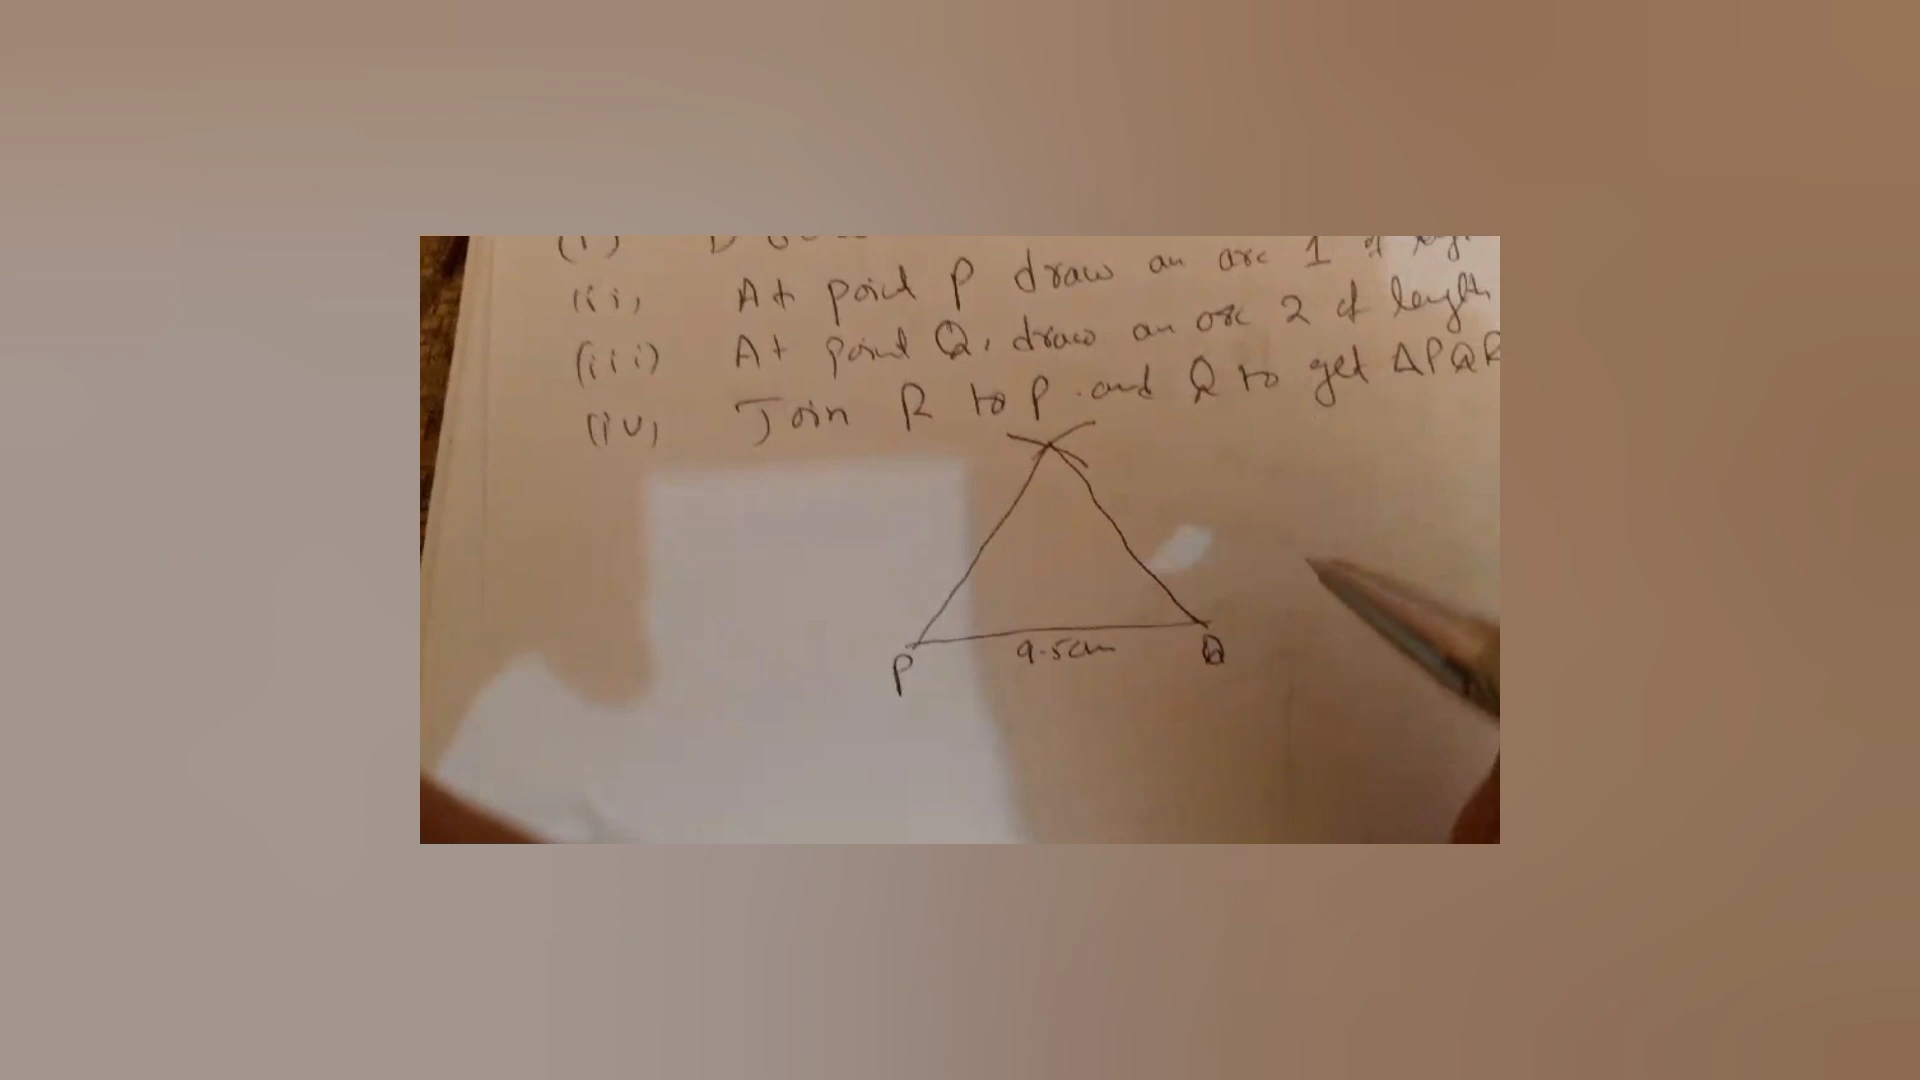 (i)
(ii) At point P draw an arc 1 of
(iii) At point Q, draw an arc 2 of length
(iv) Join R to P and Q to get ΔPQR
9.5cm
P Q